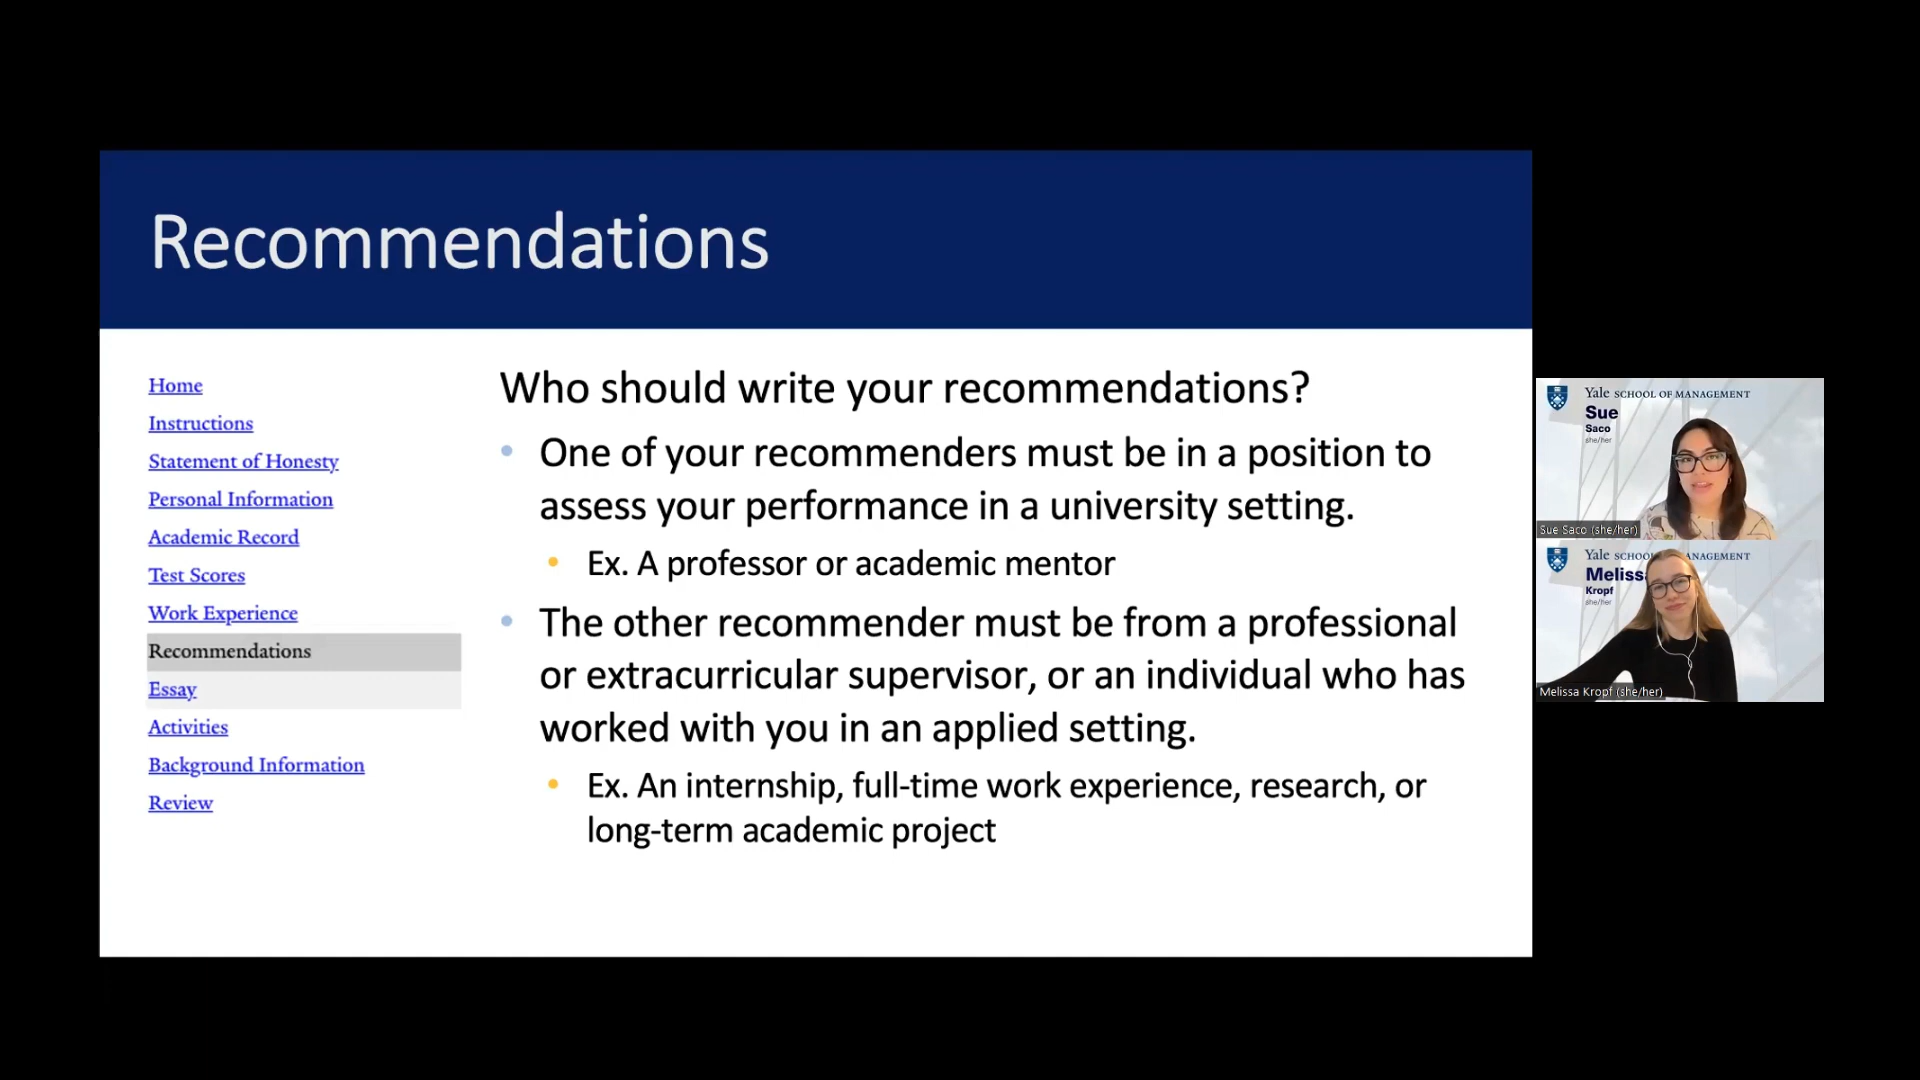 Recommendations
Home
Instructions
Statement of Honesty
Personal Information
Academic Record
Test Scores
Work Experience
Recommendations
Essay
Activities
Background Information
Review
Who should write your recommendations?
One of your recommenders must be in a position to
assess your performance in a university setting.
Ex. A professor or academic mentor
The other recommender must be from a professional
or extracurricular supervisor, or an individual who has
worked with you in an applied setting.
Ex. An internship, full-time work experience, research, or
long-term academic project
Yale SCHOOL OF MANAGEMENT
Sue
Saco
she/her
Sue Saco (she/her)
Yale
Kropf
she/her
Melissa Kropf (she/her)